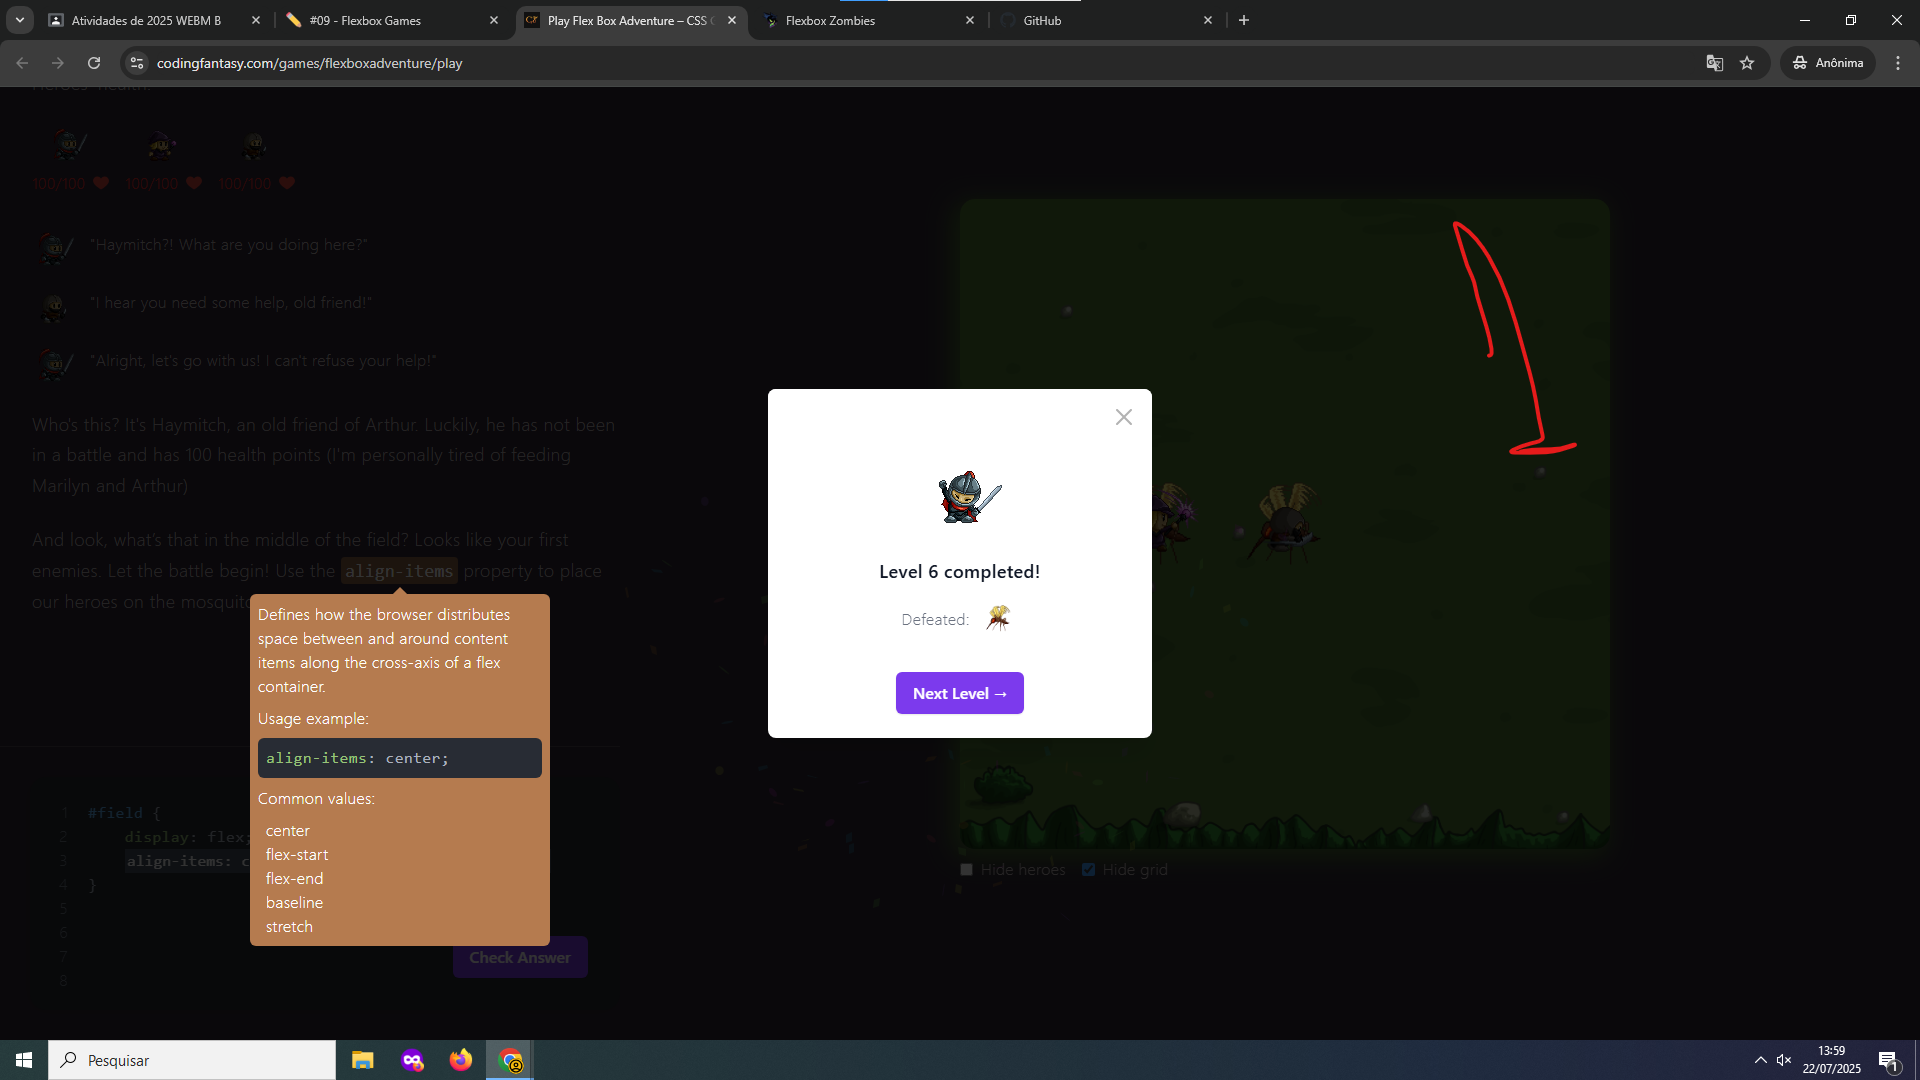 Atividades de 2025 WEBM B
#09 - Flexbox Games
Play Flex Box Adventure – CSS G
Flexbox Zombies
GitHub
codingfantasy.com/games/flexboxadventure/play
Anônima
Heroes' health:
100/100
100/100
100/100
"Haymitch?! What are you doing here?"
"I hear you need some help, old friend!"
"Alright, let's go with us! I can't refuse your help!"
Who's this? It's Haymitch, an old friend of Arthur. Luckily, he has not been
in a battle and has 100 health points (I'm personally tired of feeding
Marilyn and Arthur)
And look, what's that in the middle of the field? Looks like your first
enemies. Let the battle begin! Use the align-items property to place
our heroes on the
Defines how the browser distributes
space between and around content
items along the cross-axis of a flex
container.
Usage example:
align-items: center;
Common values:
center
flex-start
flex-end
baseline
stretch
1 #field {
2 display: flex;
3 align-items: c
4 }
5
6
7
8
Check Answer
Level 6 completed!
Defeated:
Next Level →
Hide heroes
Hide grid
Pesquisar
13:59
22/07/2025
1